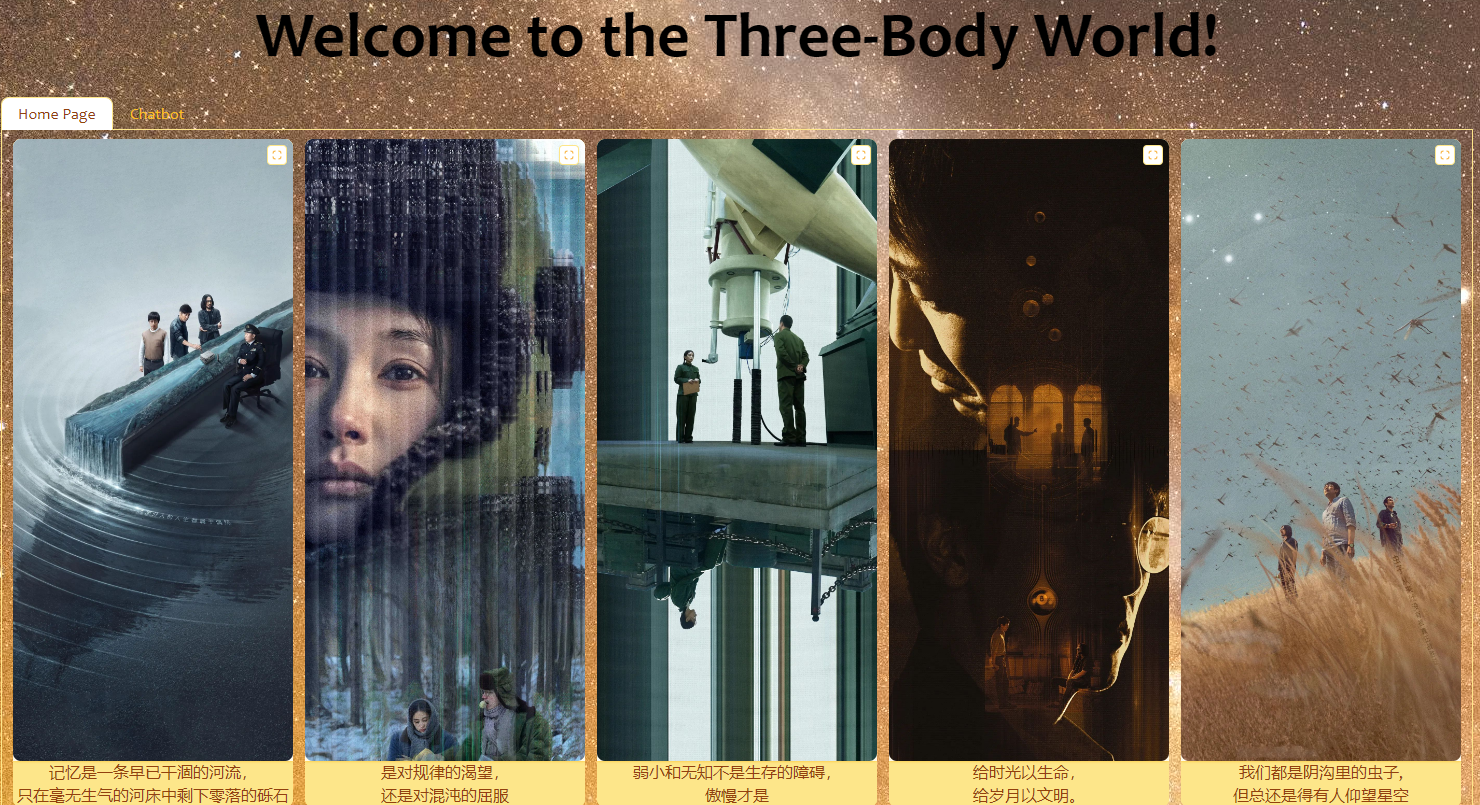 Welcome to the Three-Body World!
Home Page
Chatbot
记忆是一条早已干涸的河流，
只在毫无生气的河床中剩下零落的砾石
是对规律的渴望，
还是对混沌的屈服
弱小和无知不是生存的障碍，
傲慢才是
给时光以生命，
给岁月以文明。
我们都是阴沟里的虫子，
但总还是得有人仰望星空